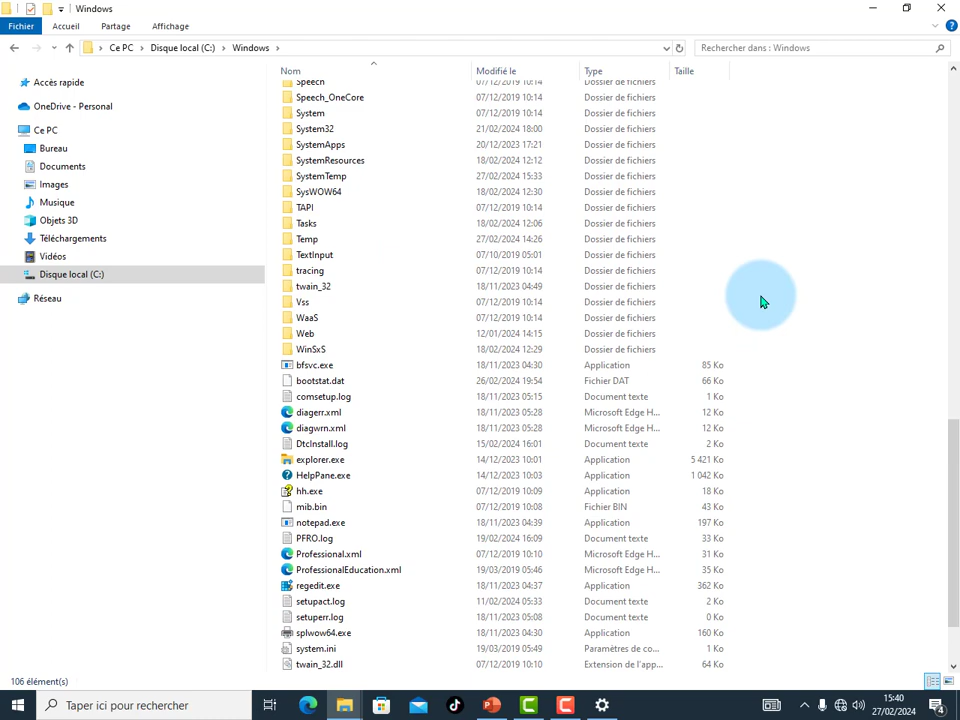 Windows
Fichier Accueil Partage Affichage
Ce PC Disque local (C:) Windows
Rechercher dans : Windows
Nom Modifié le Type Taille
Accès rapide
OneDrive - Personal
Ce PC
Bureau
Documents
Images
Musique
Objets 3D
Téléchargements
Vidéos
Disque local (C:)
Réseau
Speech 07/12/2019 10:14 Dossier de fichiers
Speech_OneCore 07/12/2019 10:14 Dossier de fichiers
System 07/12/2019 10:14 Dossier de fichiers
System32 21/02/2024 18:00 Dossier de fichiers
SystemApps 20/12/2023 17:21 Dossier de fichiers
SystemResources 18/02/2024 12:12 Dossier de fichiers
SystemTemp 27/02/2024 15:33 Dossier de fichiers
SysWOW64 18/02/2024 12:30 Dossier de fichiers
TAPI 07/12/2019 10:14 Dossier de fichiers
Tasks 18/02/2024 12:06 Dossier de fichiers
Temp 27/02/2024 14:26 Dossier de fichiers
TextInput 07/10/2019 05:01 Dossier de fichiers
tracing 07/12/2019 10:14 Dossier de fichiers
twain_32 18/11/2023 04:49 Dossier de fichiers
Vss 07/12/2019 10:14 Dossier de fichiers
WaaS 07/12/2019 10:14 Dossier de fichiers
Web 12/01/2024 14:15 Dossier de fichiers
WinSxS 18/02/2024 12:29 Dossier de fichiers
bfsvc.exe 18/11/2023 04:30 Application 85 Ko
bootstat.dat 26/02/2024 19:54 Fichier DAT 66 Ko
comsetup.log 18/11/2023 05:15 Document texte 1 Ko
diagerr.xml 18/11/2023 05:28 Microsoft Edge H... 12 Ko
diagwrn.xml 18/11/2023 05:28 Microsoft Edge H... 12 Ko
DtcInstall.log 15/02/2024 16:01 Document texte 2 Ko
explorer.exe 14/12/2023 10:01 Application 5 421 Ko
HelpPane.exe 14/12/2023 10:03 Application 1 042 Ko
hh.exe 07/12/2019 10:09 Application 18 Ko
mib.bin 07/12/2019 10:08 Fichier BIN 43 Ko
notepad.exe 18/11/2023 04:39 Application 197 Ko
PFRO.log 19/02/2024 16:09 Document texte 33 Ko
Professional.xml 07/12/2019 10:10 Microsoft Edge H... 31 Ko
ProfessionalEducation.xml 19/03/2019 05:46 Microsoft Edge H... 35 Ko
regedit.exe 18/11/2023 04:37 Application 362 Ko
setupact.log 11/02/2024 05:33 Document texte 2 Ko
setuperr.log 18/11/2023 05:08 Document texte 0 Ko
splwow64.exe 18/11/2023 04:30 Application 160 Ko
system.ini 19/03/2019 05:49 Paramètres de co... 1 Ko
twain_32.dll 07/12/2019 10:10 Extension de l'app... 64 Ko
106 élément(s)
Taper ici pour rechercher
15:40
27/02/2024
4